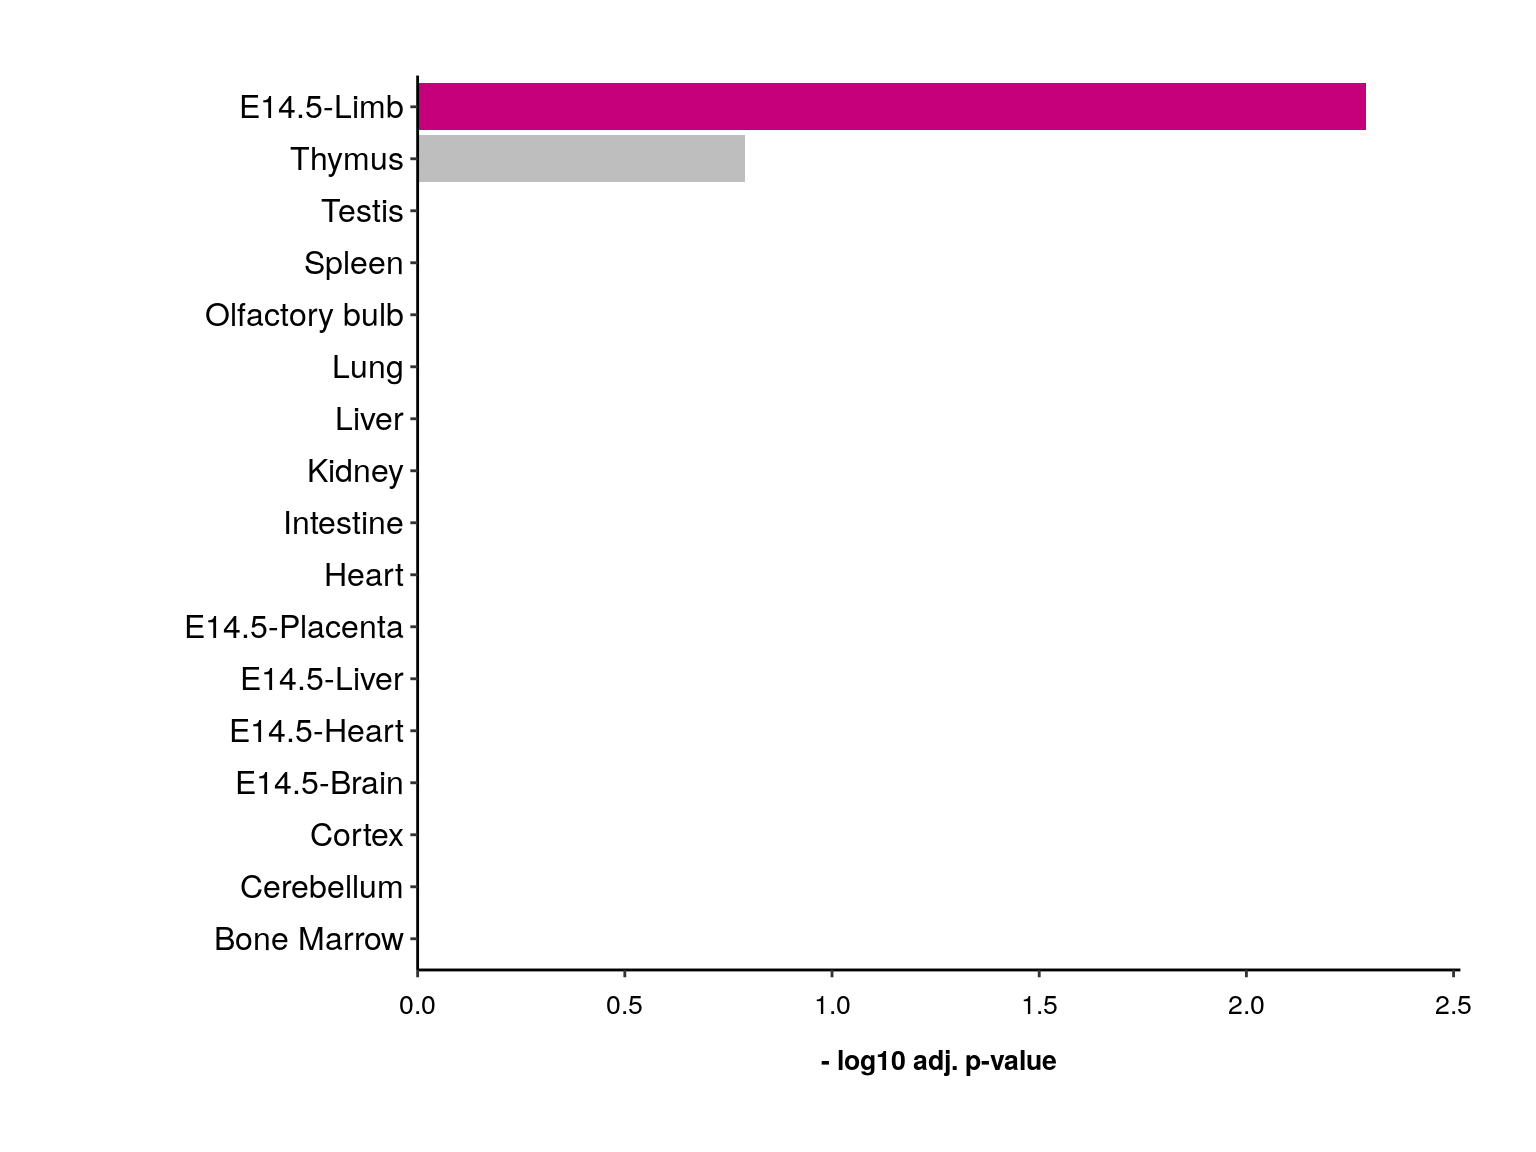 E14.5-Limb
Thymus
Testis
Spleen
Olfactory bulb
Lung
Liver
Kidney
Intestine
Heart
E14.5-Placenta
E14.5-Liver
E14.5-Heart
E14.5-Brain
Cortex
Cerebellum
Bone Marrow
0.0 0.5 1.0 1.5 2.0 2.5
- log10 adj. p-value